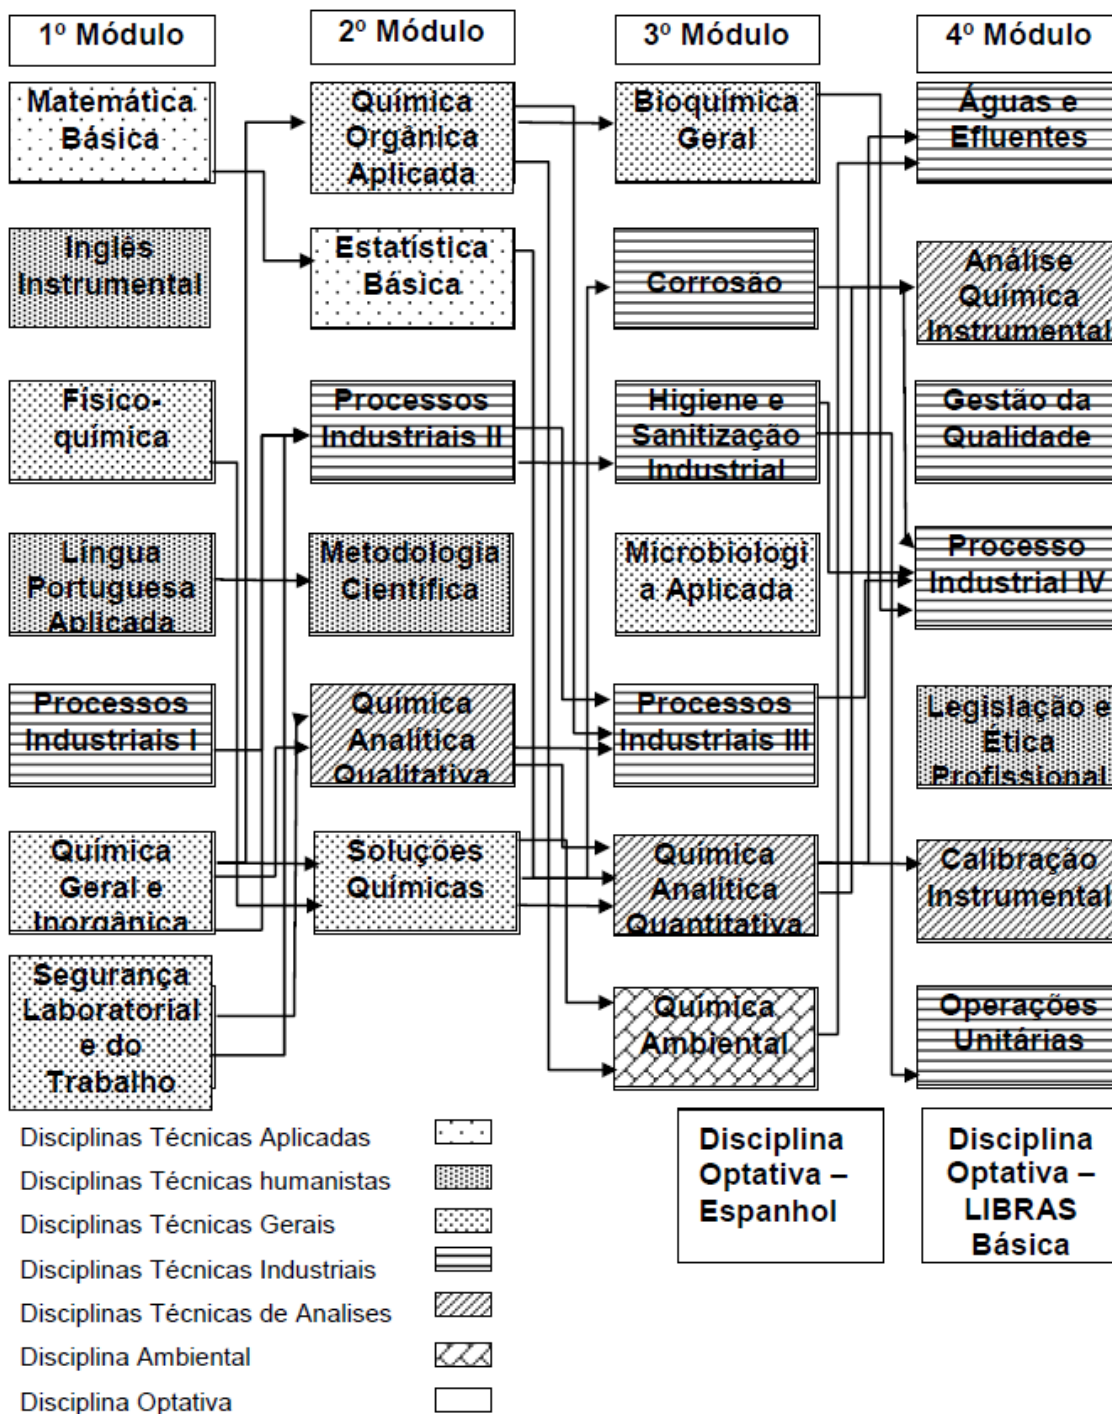 1º Módulo
2º Módulo
3º Módulo
4º Módulo
Matemática
Básica
Química
Orgânica
Aplicada
Bioquímica
Geral
Águas e
Efluentes
Inglês
Instrumental
Estatística
Básica
Corrosão
Análise
Química
Instrumental
Físico-
química
Processos
Industriais II
Higiene e
Sanitização
Industrial
Gestão da
Qualidade
Língua
Portuguesa
Aplicada
Metodologia
Científica
Microbiologi
a Aplicada
Processo
Industrial IV
Processos
Industriais I
Química
Analítica
Qualitativa
Processos
Industriais III
Legislação e
Ética
Profissional
Química
Geral e
Inorgânica
Soluções
Químicas
Química
Analítica
Quantitativa
Calibração
Instrumental
Segurança
Laboratorial
e do
Trabalho
Química
Ambiental
Operações
Unitárias
Disciplina
Optativa –
Espanhol
Disciplina
Optativa –
LIBRAS
Básica
Disciplinas Técnicas Aplicadas
Disciplinas Técnicas humanistas
Disciplinas Técnicas Gerais
Disciplinas Técnicas Industriais
Disciplinas Técnicas de Analises
Disciplina Ambiental
Disciplina Optativa